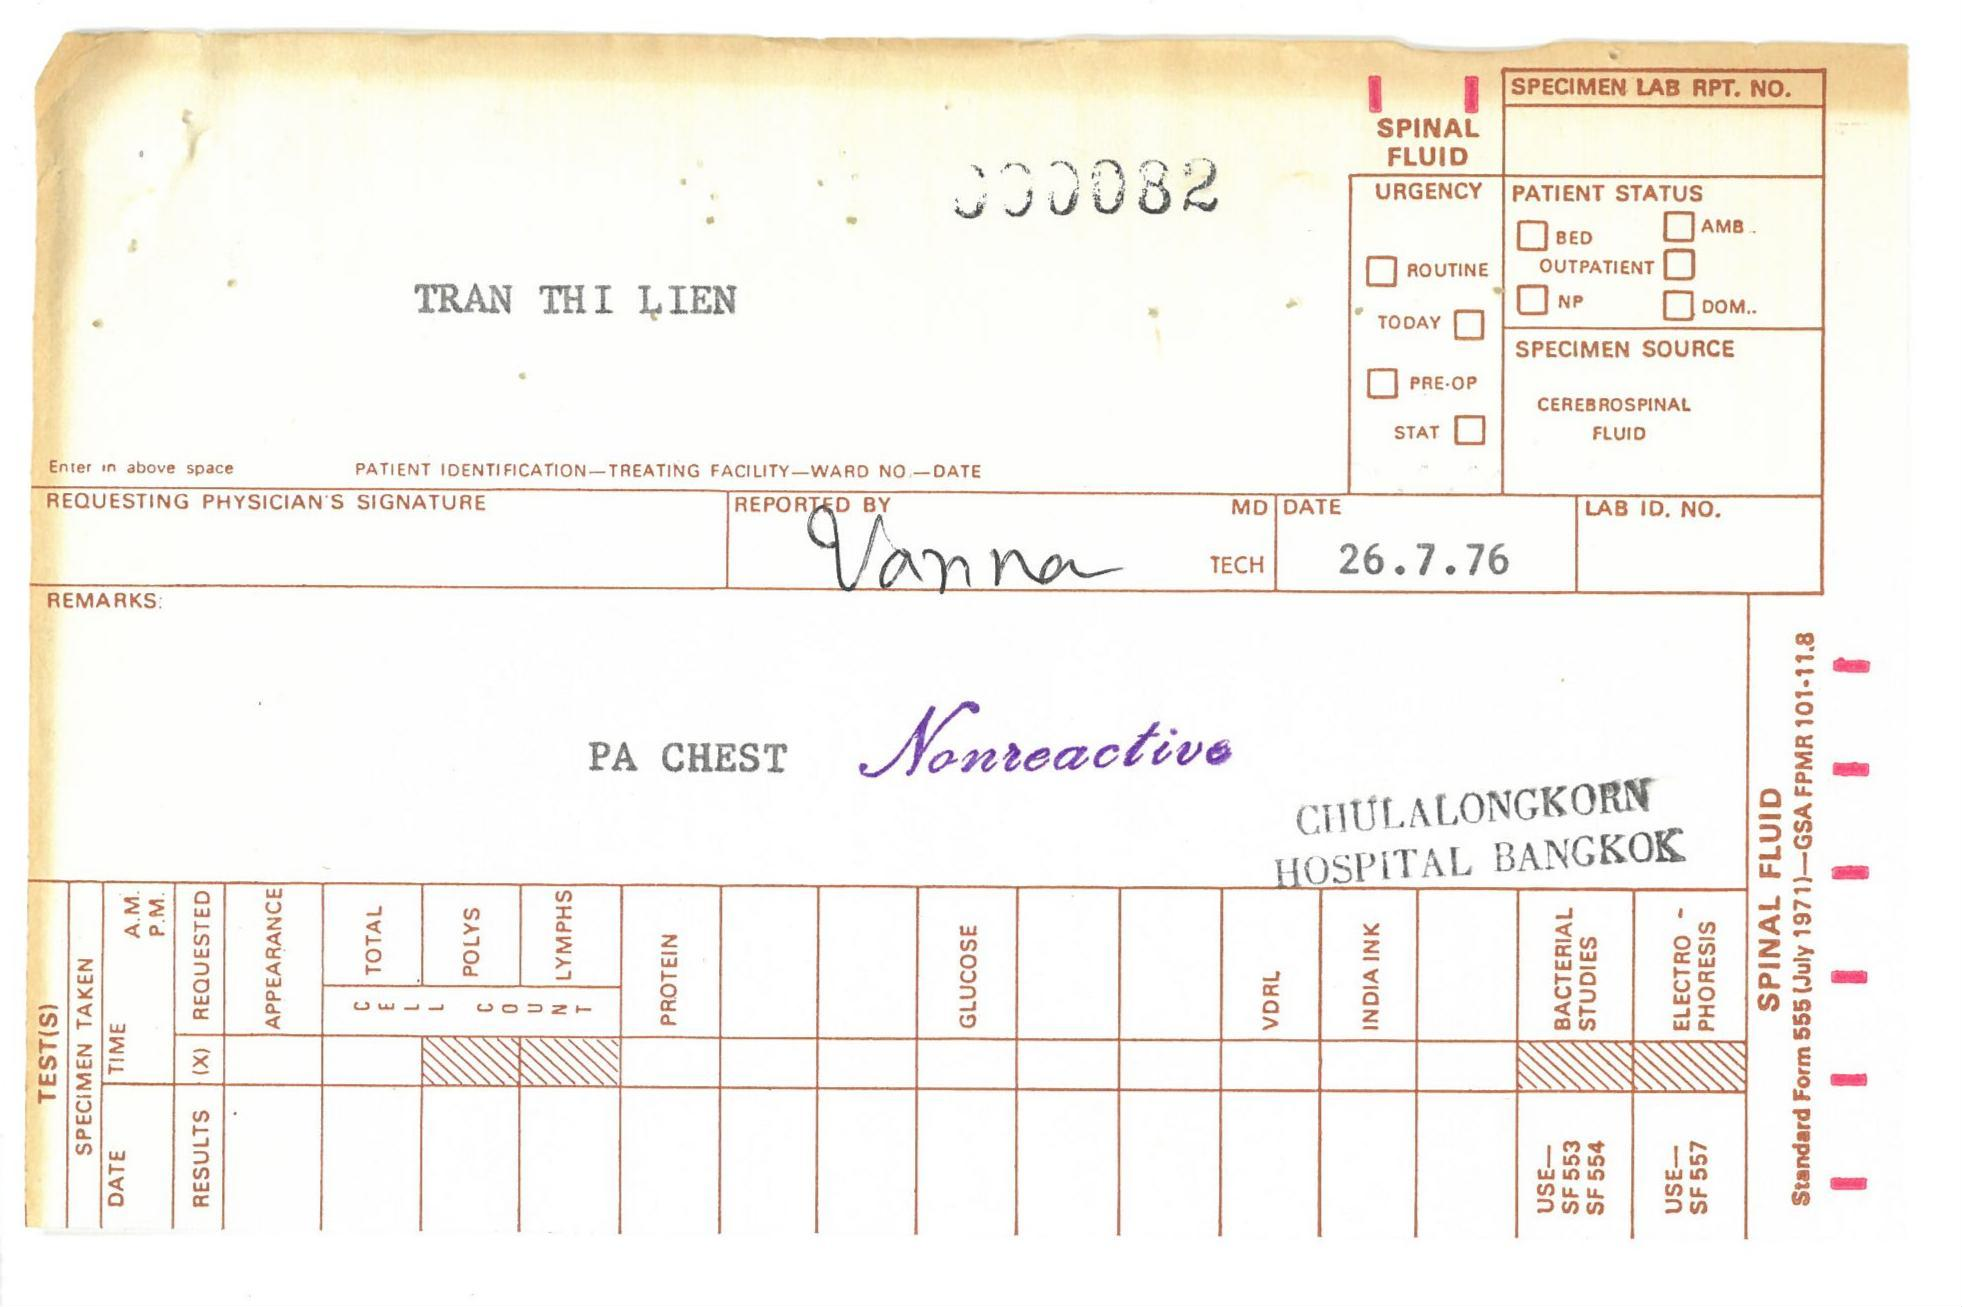 SPECIMEN LAB RPT. NO.
SPINAL
FLUID
000082
URGENCY
ROUTINE
TODAY
PRE-OP
STAT
PATIENT STATUS
BED
AMB..
OUTPATIENT
NP
DOM..
SPECIMEN SOURCE
CEREBROSPINAL
FLUID
TRAN THI LIEN
Enter in above space
PATIENT IDENTIFICATION—TREATING FACILITY—WARD NO.—DATE
REQUESTING PHYSICIAN'S SIGNATURE
REPORTED BY
Vanna
MD
TECH
DATE
26.7.76
LAB ID. NO.
REMARKS:
PA CHEST Nonreactive
CHULALONGKORN
HOSPITAL BANGKOK
TEST(S)
SPECIMEN TAKEN
DATE
TIME
A.M.
P.M.
RESULTS
(X)
REQUESTED
APPEARANCE
TOTAL
POLYS
LYMPHS
CELL COUNT
PROTEIN
GLUCOSE
VDRL
INDIA INK
BACTERIAL
STUDIES
USE—
SF 553
SF 554
ELECTRO-
PHORESIS
USE—
SF 557
SPINAL FLUID
Standard Form 555 (July 1971)—GSA FPMR 101-11.8